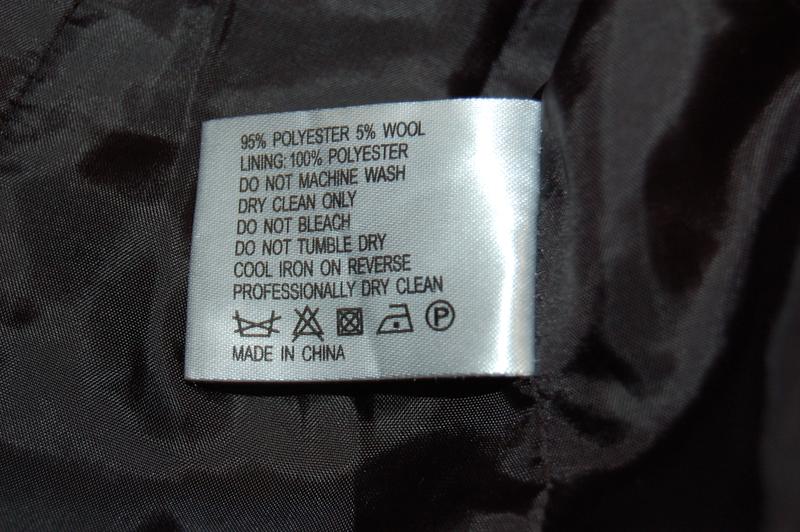 95% POLYESTER 5% WOOL
LINING: 100% POLYESTER
DO NOT MACHINE WASH
DRY CLEAN ONLY
DO NOT BLEACH
DO NOT TUMBLE DRY
COOL IRON ON REVERSE
PROFESSIONALLY DRY CLEAN
P
MADE IN CHINA